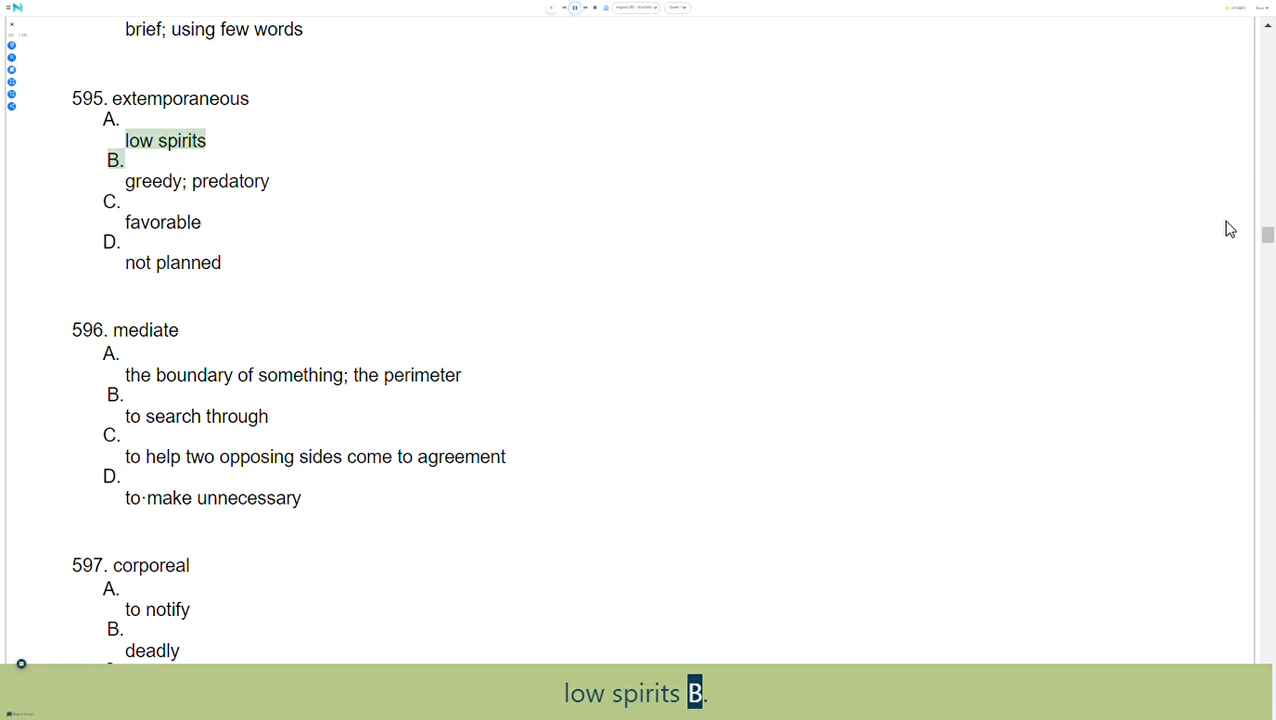 brief; using few words
595. extemporaneous
A.
low spirits
B.
greedy; predatory
C.
favorable
D.
not planned
596. mediate
A.
the boundary of something; the perimeter
B.
to search through
C.
to help two opposing sides come to agreement
D.
to·make unnecessary
597. corporeal
A.
to notify
B.
deadly
low spirits B.